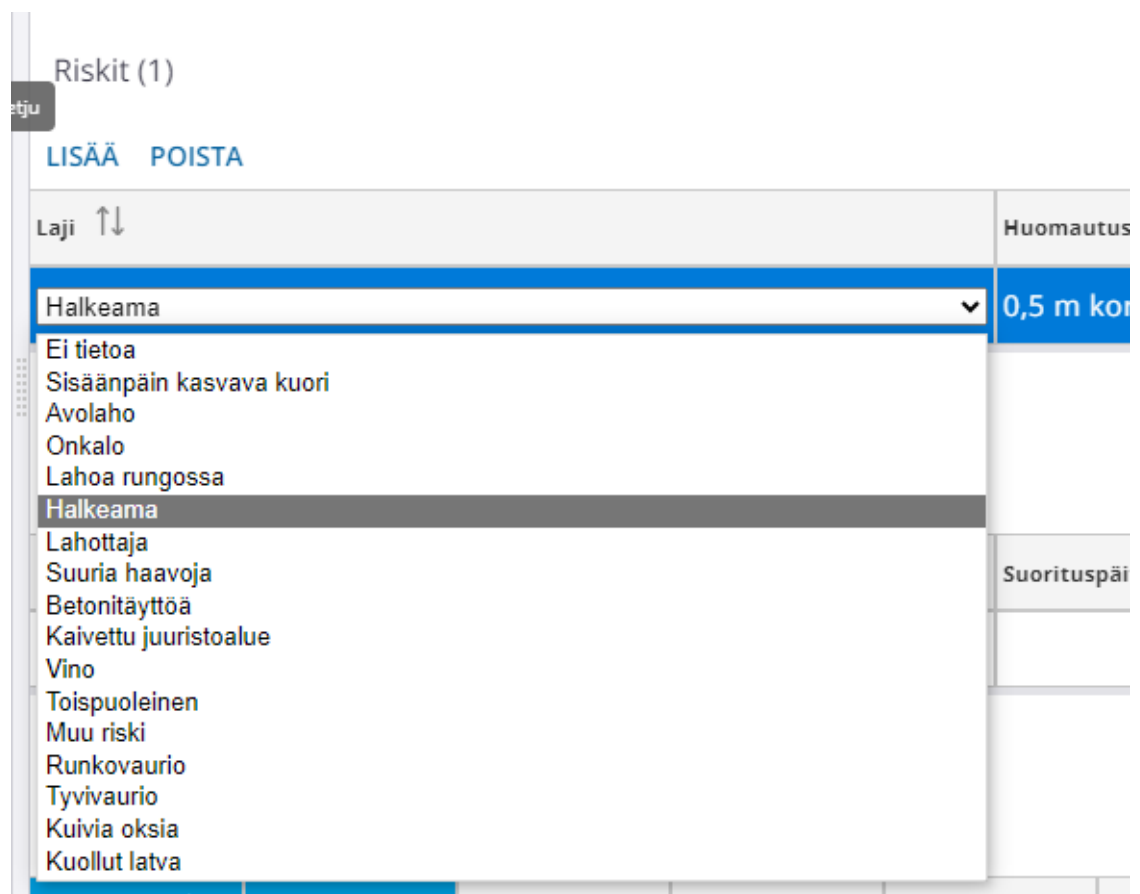 Riskit (1)
etju
LISÄÄ POISTA
Laji Huomautus
Halkeama 0,5 m kor
Ei tietoa
Sisäänpäin kasvava kuori
Avolaho
Onkalo
Lahoa rungossa
Halkeama
Lahottaja
Suuria haavoja
Suorituspäi
Betonitäyttöä
Kaivettu juuristoalue
Vino
Toispuoleinen
Muu riski
Runkovaurio
Tyvivaurio
Kuivia oksia
Kuollut latva